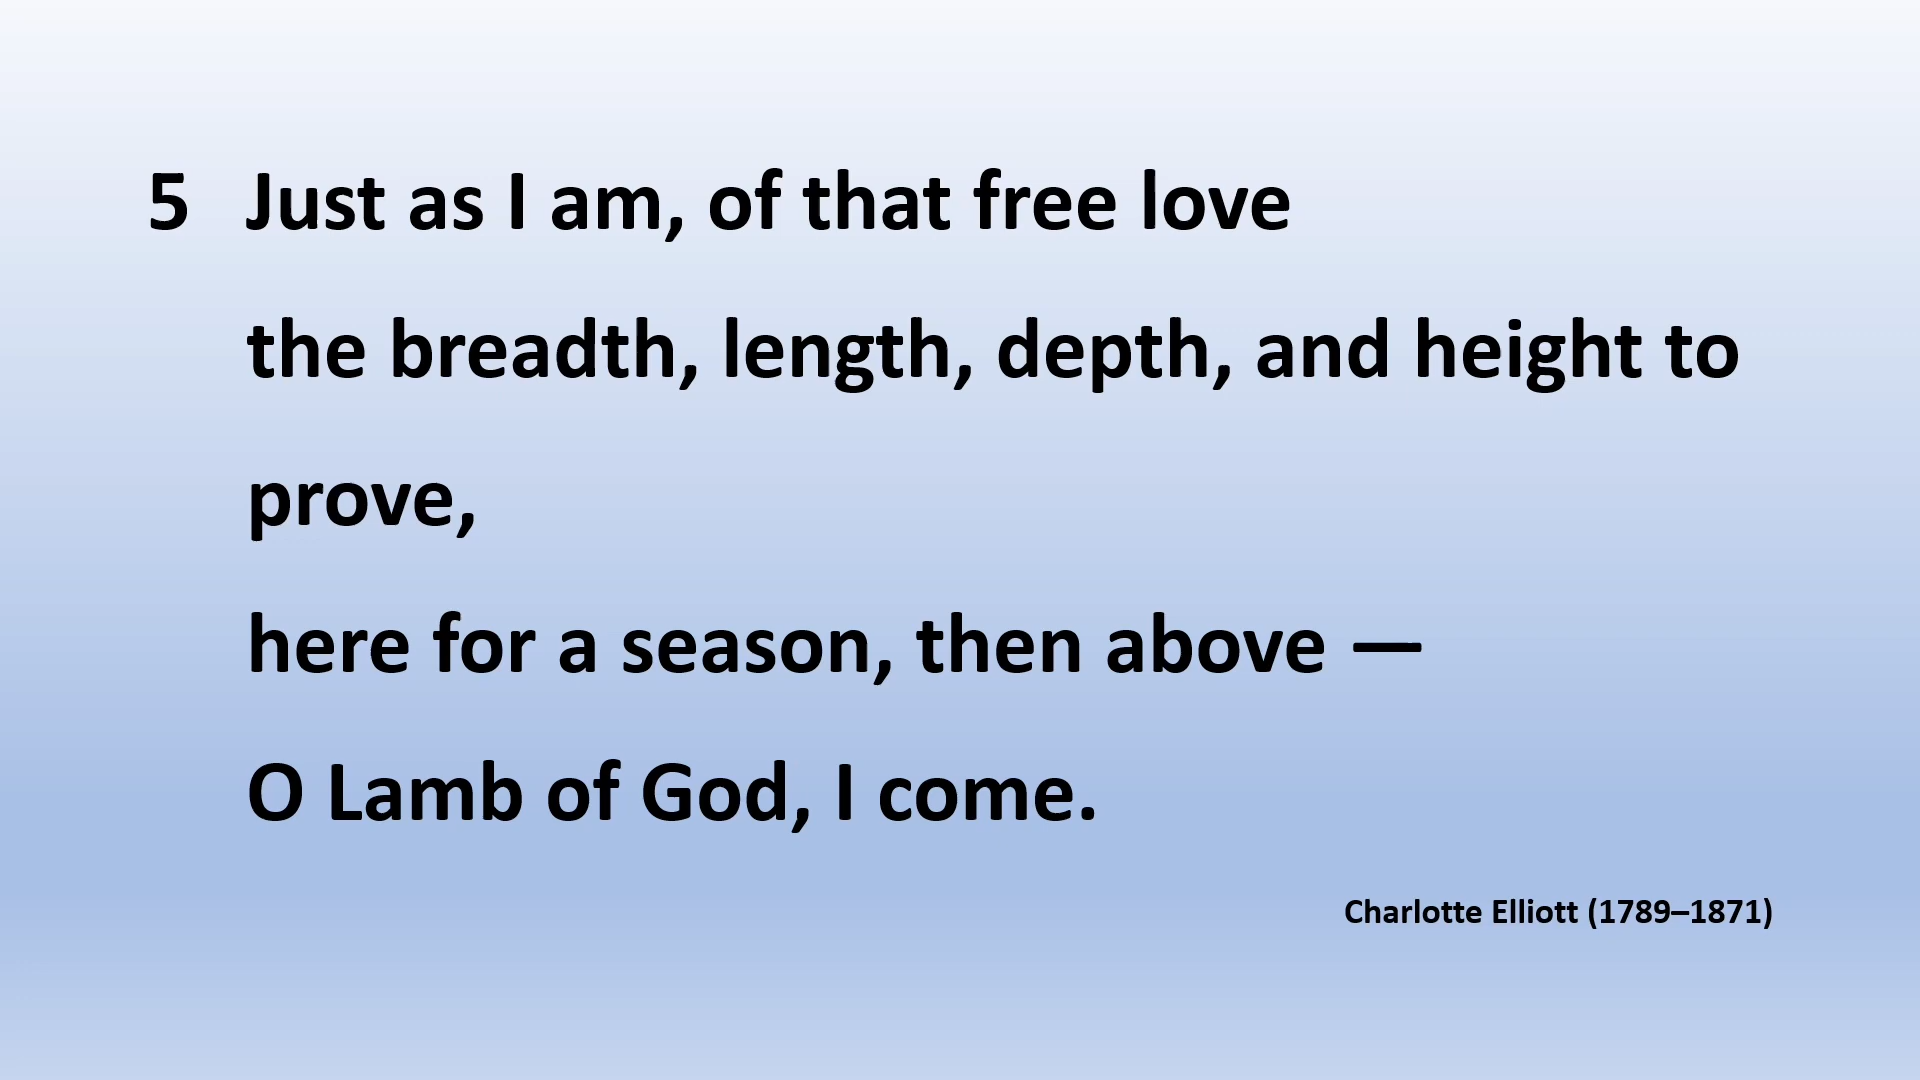 5 Just as I am, of that free love
the breadth, length, depth, and height to
prove,
here for a season, then above —
O Lamb of God, I come.
Charlotte Elliott (1789–1871)